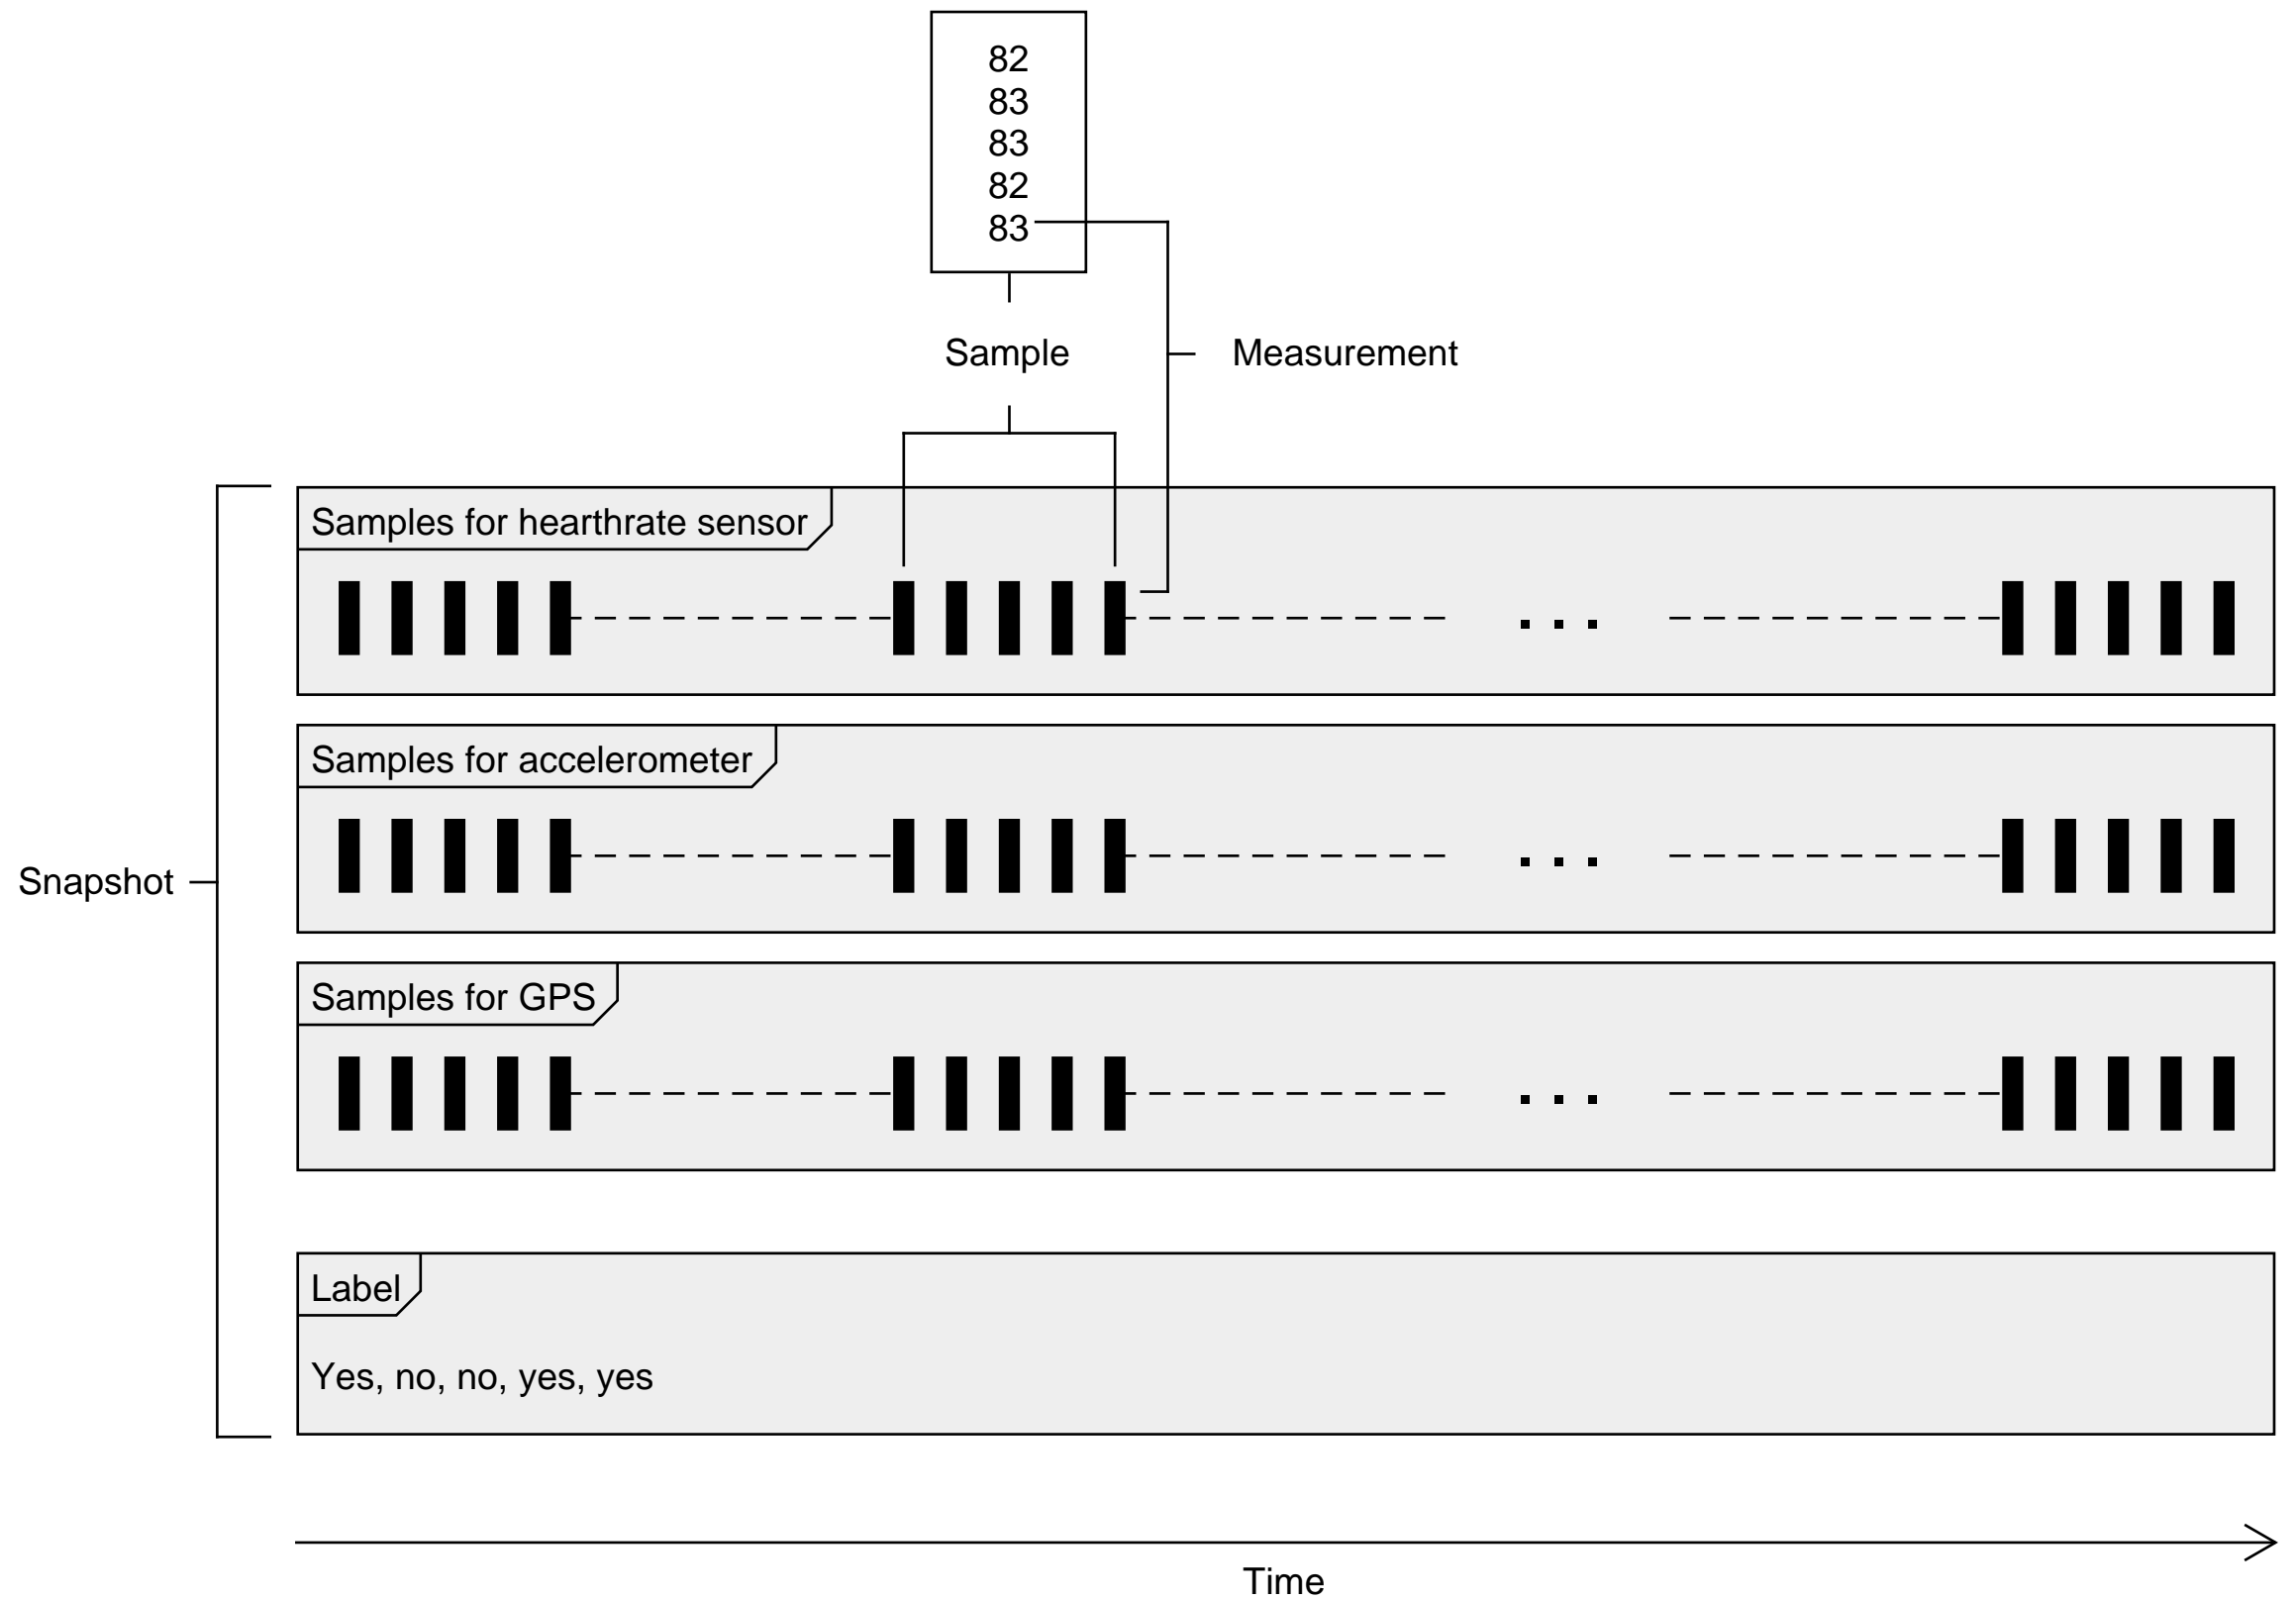 82
83
83
82
83
Sample
Measurement
Samples for hearthrate sensor
Samples for accelerometer
Snapshot
Samples for GPS
Label
Yes, no, no, yes, yes
Time